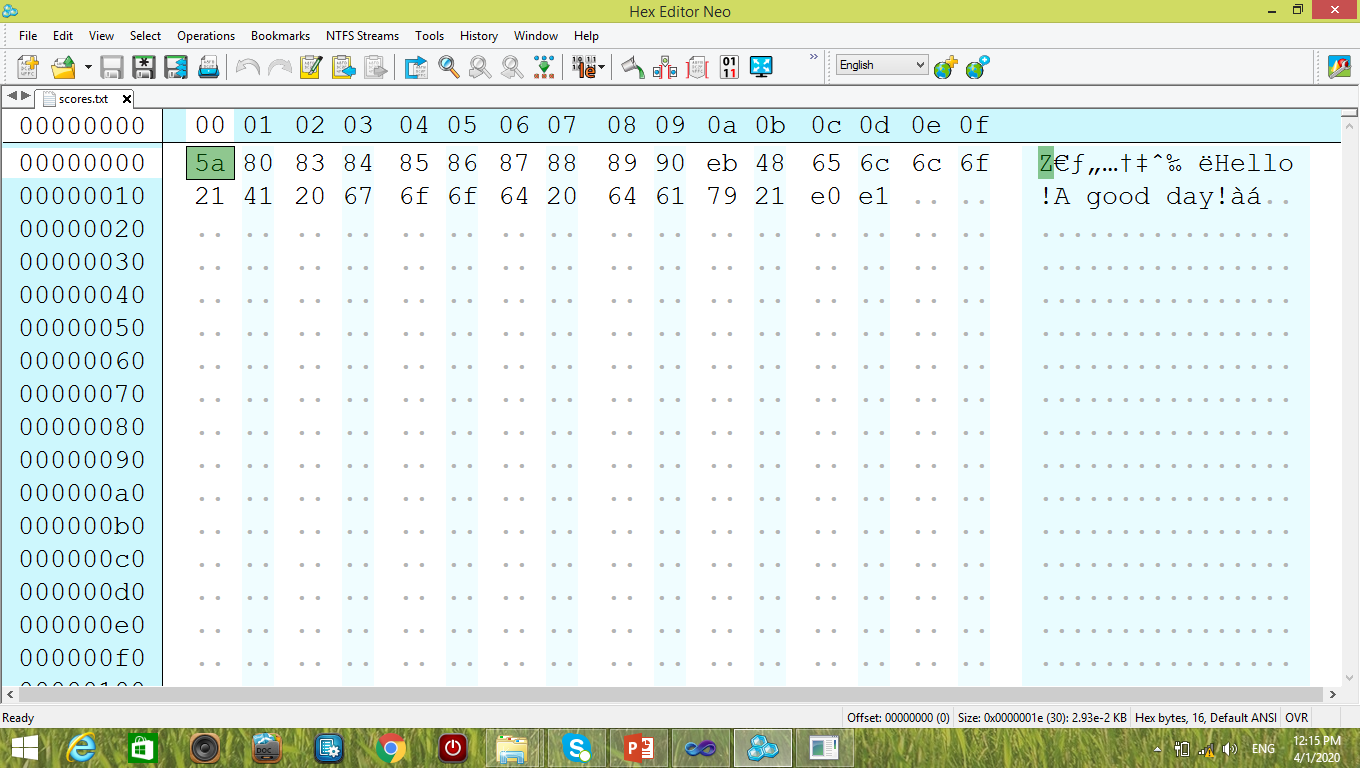 Hex Editor Neo
File Edit View Select Operations Bookmarks NTFS Streams Tools History Window Help
English
scores.txt
00000000 00 01 02 03 04 05 06 07 08 09 0a 0b 0c 0d 0e 0f
00000000 5a 80 83 84 85 86 87 88 89 90 eb 48 65 6c 6c 6f Z€ƒ„…†‡ˆ‰ ëHello
00000010 21 41 20 67 6f 6f 64 20 64 61 79 21 e0 e1 .. .. !A good day!àá..
00000020 .. .. .. .. .. .. .. .. .. .. .. .. .. .. .. .. ................
00000030 .. .. .. .. .. .. .. .. .. .. .. .. .. .. .. .. ................
00000040 .. .. .. .. .. .. .. .. .. .. .. .. .. .. .. .. ................
00000050 .. .. .. .. .. .. .. .. .. .. .. .. .. .. .. .. ................
00000060 .. .. .. .. .. .. .. .. .. .. .. .. .. .. .. .. ................
00000070 .. .. .. .. .. .. .. .. .. .. .. .. .. .. .. .. ................
00000080 .. .. .. .. .. .. .. .. .. .. .. .. .. .. .. .. ................
00000090 .. .. .. .. .. .. .. .. .. .. .. .. .. .. .. .. ................
000000a0 .. .. .. .. .. .. .. .. .. .. .. .. .. .. .. .. ................
000000b0 .. .. .. .. .. .. .. .. .. .. .. .. .. .. .. .. ................
000000c0 .. .. .. .. .. .. .. .. .. .. .. .. .. .. .. .. ................
000000d0 .. .. .. .. .. .. .. .. .. .. .. .. .. .. .. .. ................
000000e0 .. .. .. .. .. .. .. .. .. .. .. .. .. .. .. .. ................
000000f0 .. .. .. .. .. .. .. .. .. .. .. .. .. .. .. .. ................
Ready Offset: 00000000 (0) Size: 0x0000001e (30): 2.93e-2 KB Hex bytes, 16, Default ANSI OVR
ENG 12:15 PM
4/1/2020